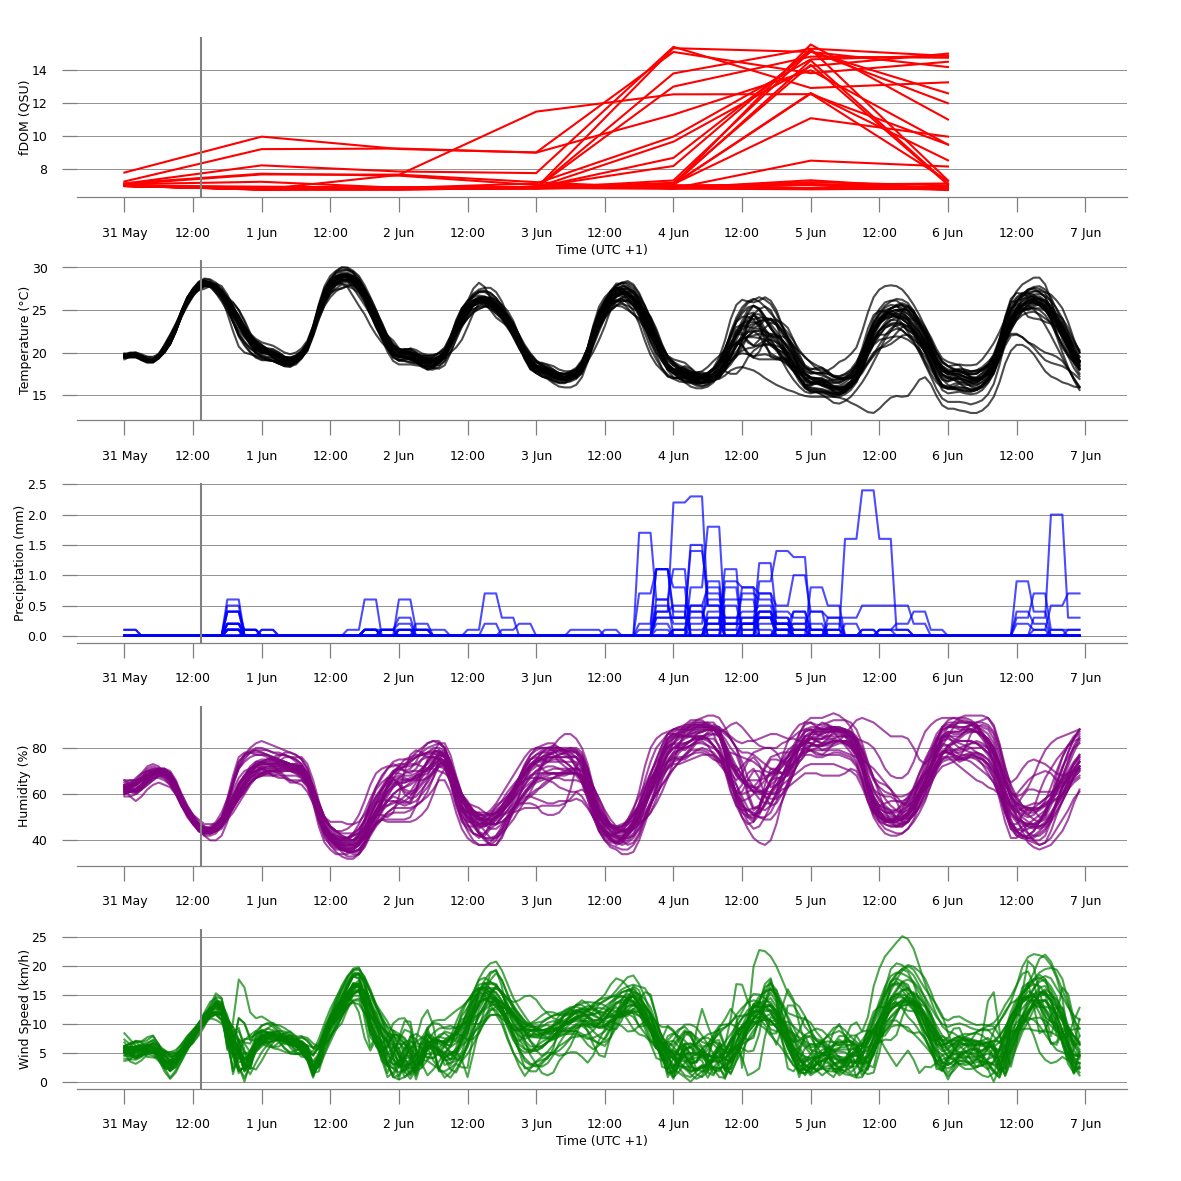 14
12
10
8
fDOM (QSU)
31 May 12:00 1 Jun 12:00 2 Jun 12:00 3 Jun 12:00 4 Jun 12:00 5 Jun 12:00 6 Jun 12:00 7 Jun
Time (UTC +1)
30
25
20
15
Temperature (°C)
31 May 12:00 1 Jun 12:00 2 Jun 12:00 3 Jun 12:00 4 Jun 12:00 5 Jun 12:00 6 Jun 12:00 7 Jun
2.5
2.0
1.5
1.0
0.5
0.0
Precipitation (mm)
31 May 12:00 1 Jun 12:00 2 Jun 12:00 3 Jun 12:00 4 Jun 12:00 5 Jun 12:00 6 Jun 12:00 7 Jun
80
60
40
Humidity (%)
31 May 12:00 1 Jun 12:00 2 Jun 12:00 3 Jun 12:00 4 Jun 12:00 5 Jun 12:00 6 Jun 12:00 7 Jun
25
20
15
10
5
0
Wind Speed (km/h)
31 May 12:00 1 Jun 12:00 2 Jun 12:00 3 Jun 12:00 4 Jun 12:00 5 Jun 12:00 6 Jun 12:00 7 Jun
Time (UTC +1)